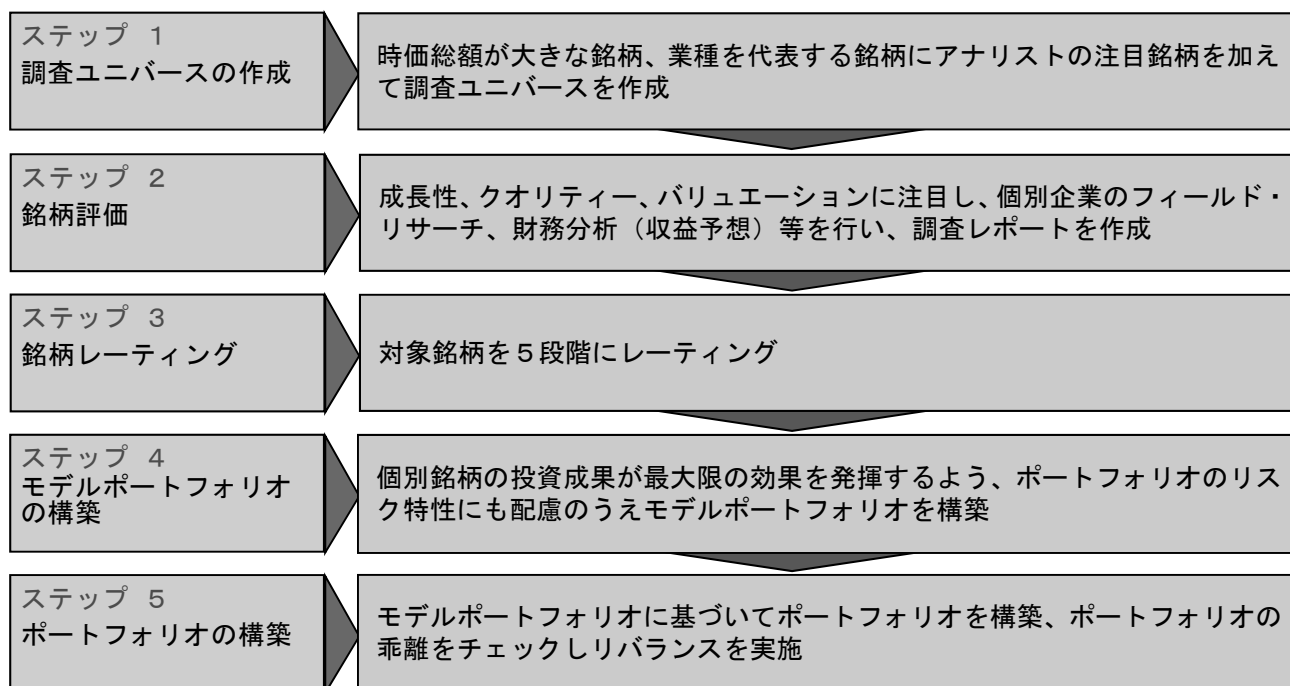 ステップ 1
調査ユニバースの作成
時価総額が大きな銘柄、業種を代表する銘柄にアナリストの注目銘柄を加え
て調査ユニバースを作成
ステップ 2
銘柄評価
成長性、クオリティー、バリュエーションに注目し、個別企業のフィールド・
リサーチ、財務分析（収益予想）等を行い、調査レポートを作成
ステップ 3
銘柄レーティング
対象銘柄を５段階にレーティング
ステップ 4
モデルポートフォリオ
の構築
個別銘柄の投資成果が最大限の効果を発揮するよう、ポートフォリオのリス
ク特性にも配慮のうえモデルポートフォリオを構築
ステップ 5
ポートフォリオの構築
モデルポートフォリオに基づいてポートフォリオを構築、ポートフォリオの
乖離をチェックしリバランスを実施